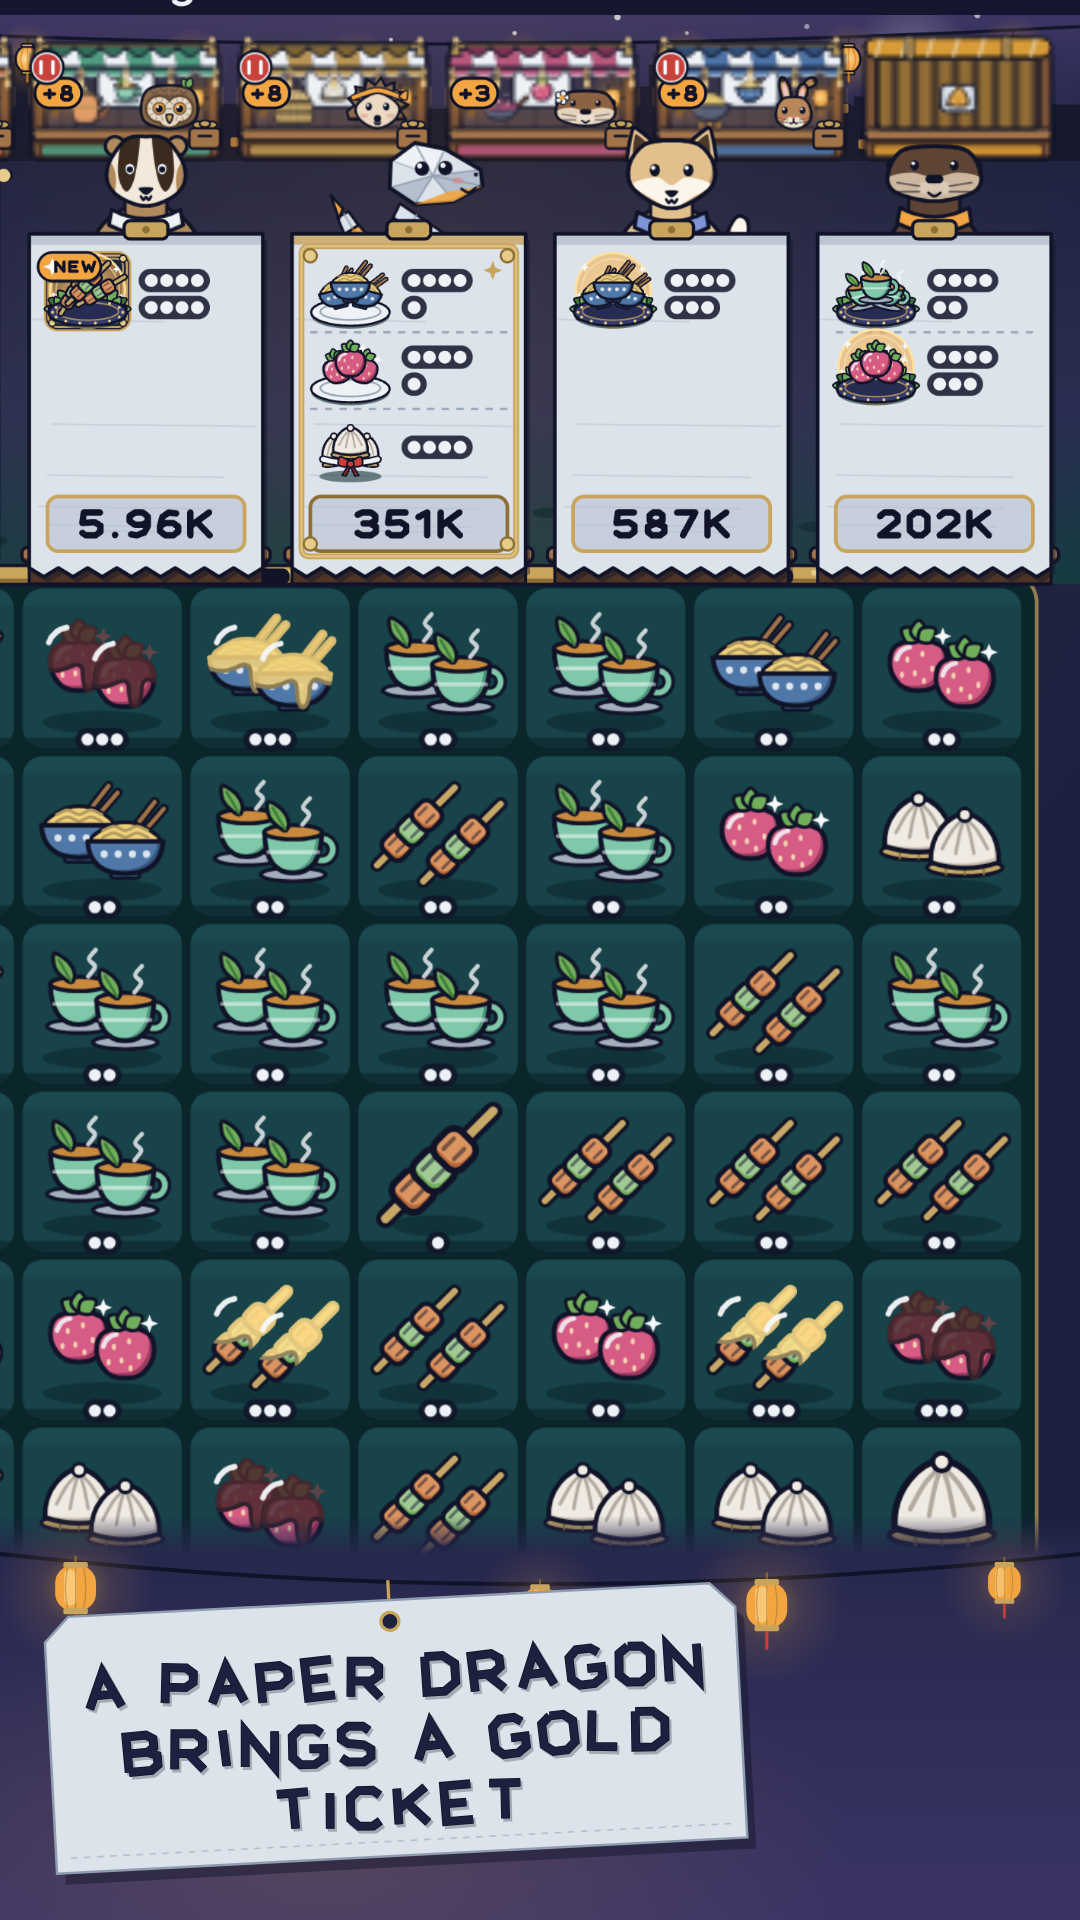 +8
+8
+3
+8
NEW
5.96K
351K
587K
202K
A PAPER DRAGON
BRINGS A GOLD
TICKET